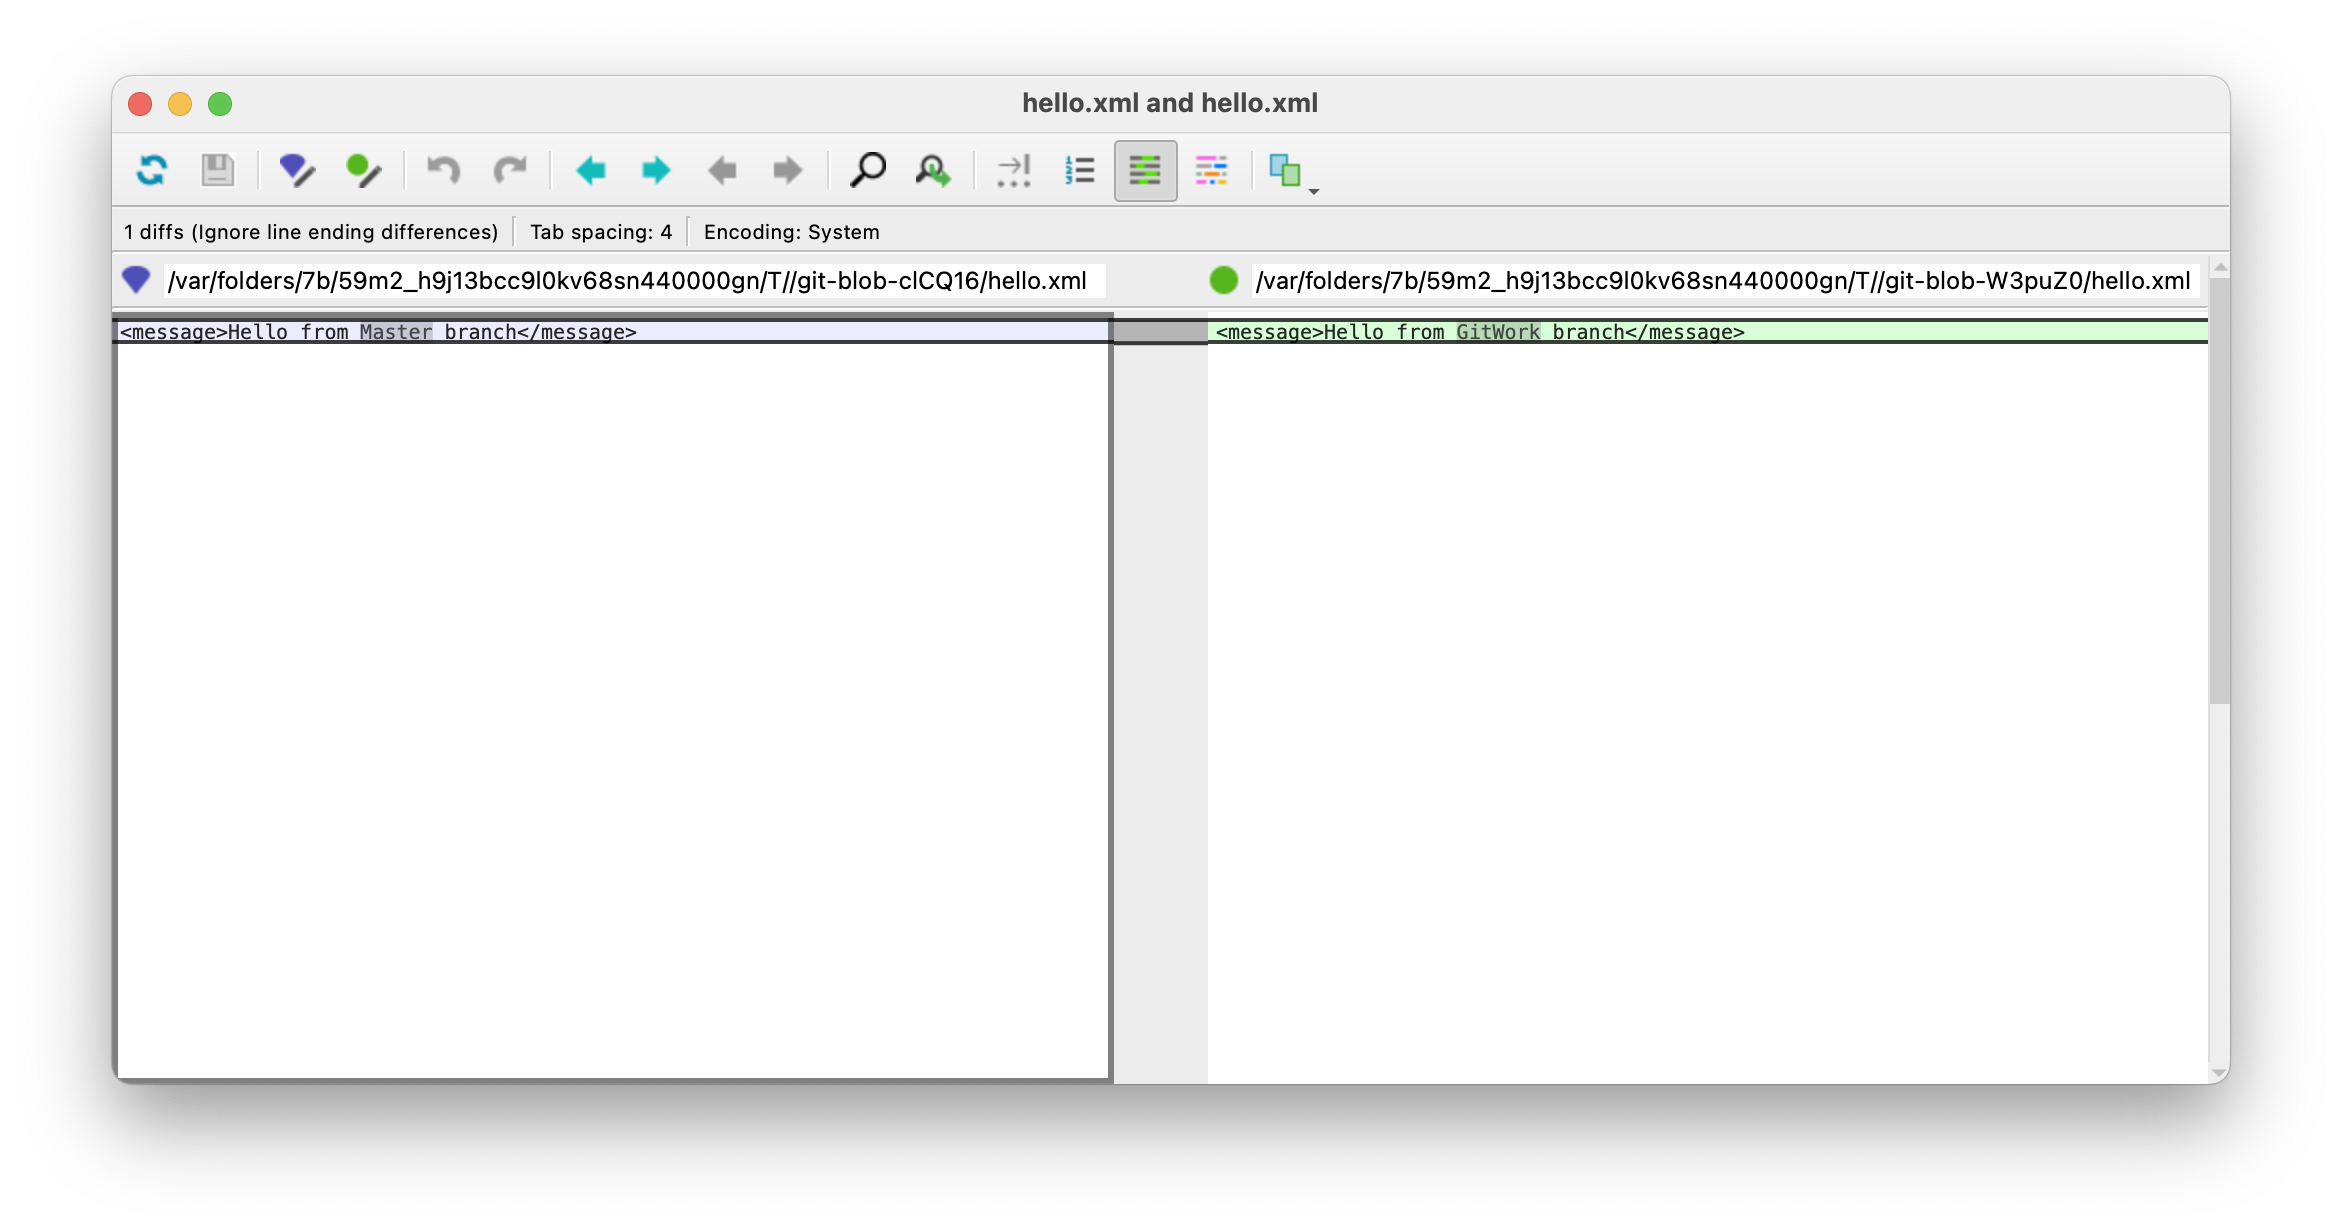 hello.xml and hello.xml
1 diffs (Ignore line ending differences) Tab spacing: 4 Encoding: System
/var/folders/7b/59m2_h9j13bcc9l0kv68sn440000gn/T//git-blob-clCQ16/hello.xml /var/folders/7b/59m2_h9j13bcc9l0kv68sn440000gn/T//git-blob-W3puZ0/hello.xml
<message>Hello from Master branch</message> <message>Hello from GitWork branch</message>